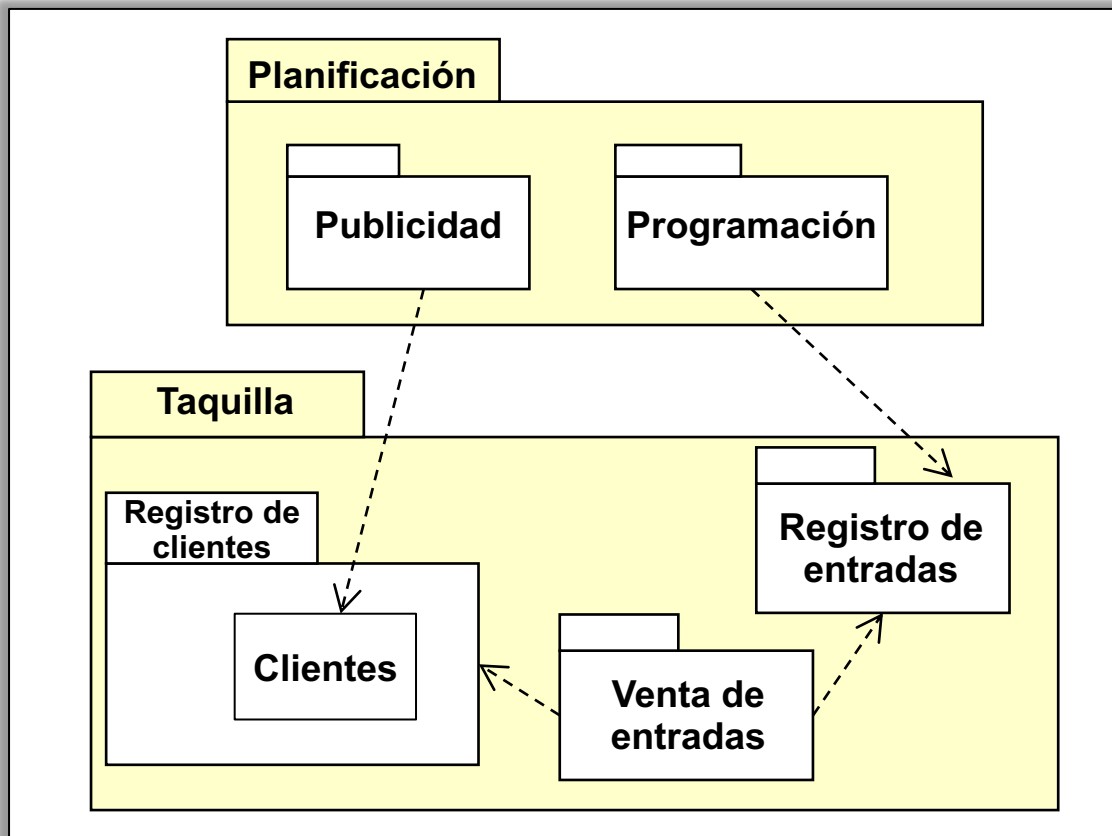 Planificación
Publicidad
Programación
Taquilla
Registro de
clientes
Clientes
Registro de
entradas
Venta de
entradas